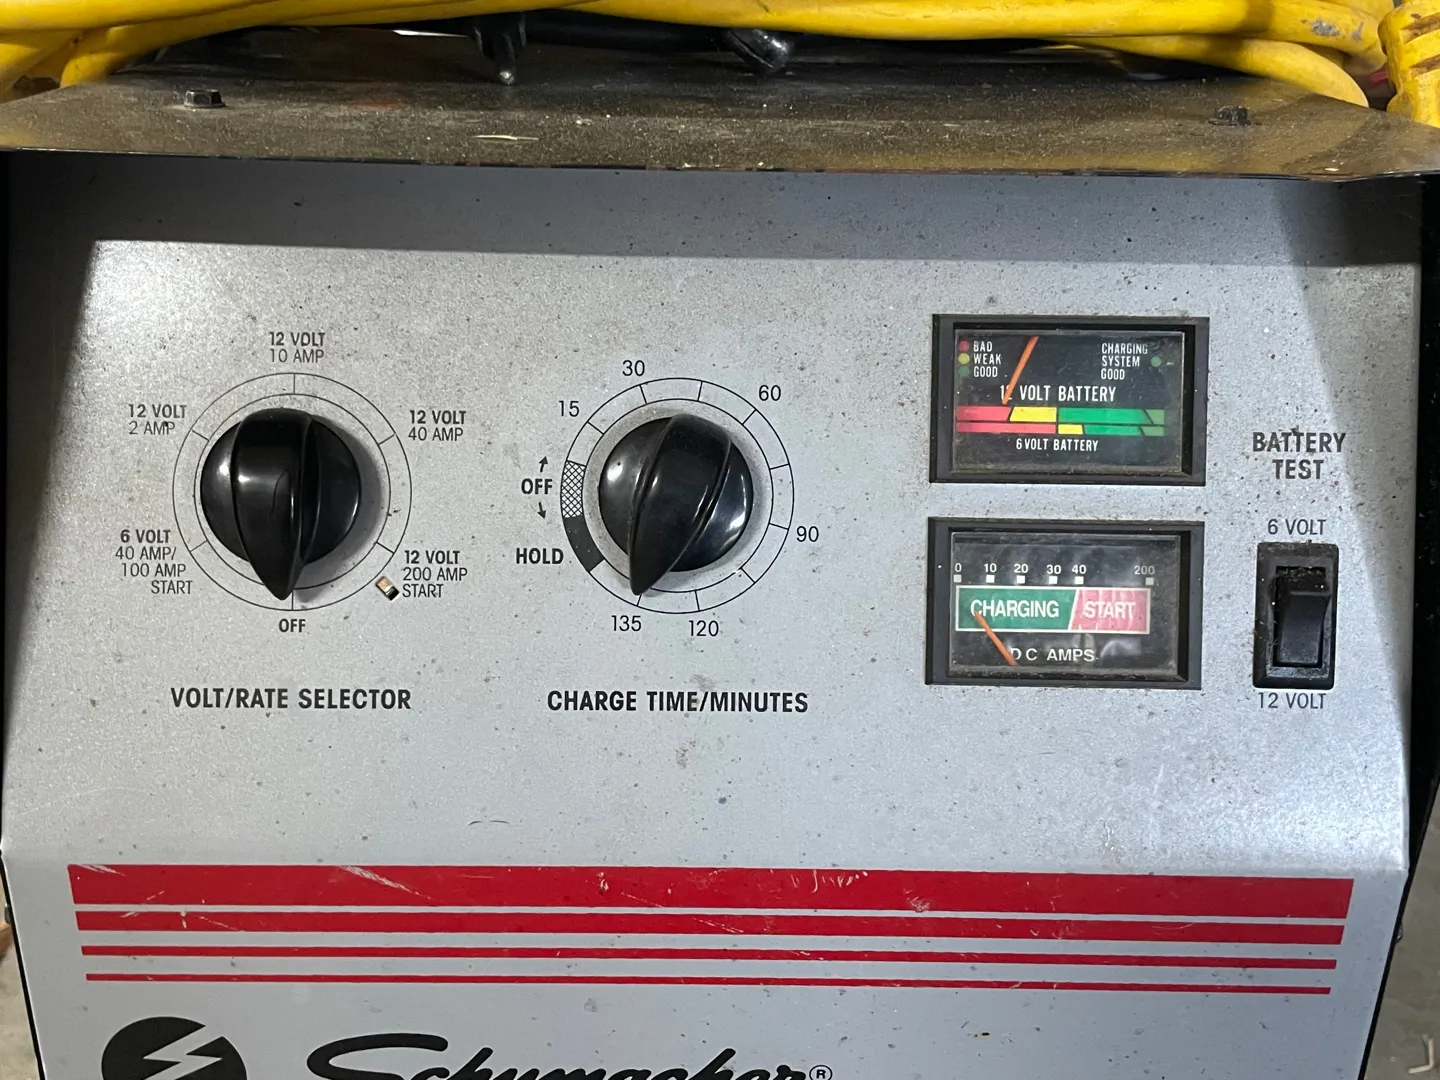 12 VOLT
10 AMP
12 VOLT
2 AMP
12 VOLT
40 AMP
6 VOLT
40 AMP/
100 AMP
START
12 VOLT
200 AMP
START
OFF
VOLT/RATE SELECTOR
30
60
15
OFF
HOLD
90
135
120
CHARGE TIME/MINUTES
BAD
WEAK
GOOD
CHARGING
SYSTEM
GOOD
12 VOLT BATTERY
6 VOLT BATTERY
0 10 20 30 40 200
CHARGING START
DC AMPS
BATTERY
TEST
6 VOLT
12 VOLT
Schumacher®